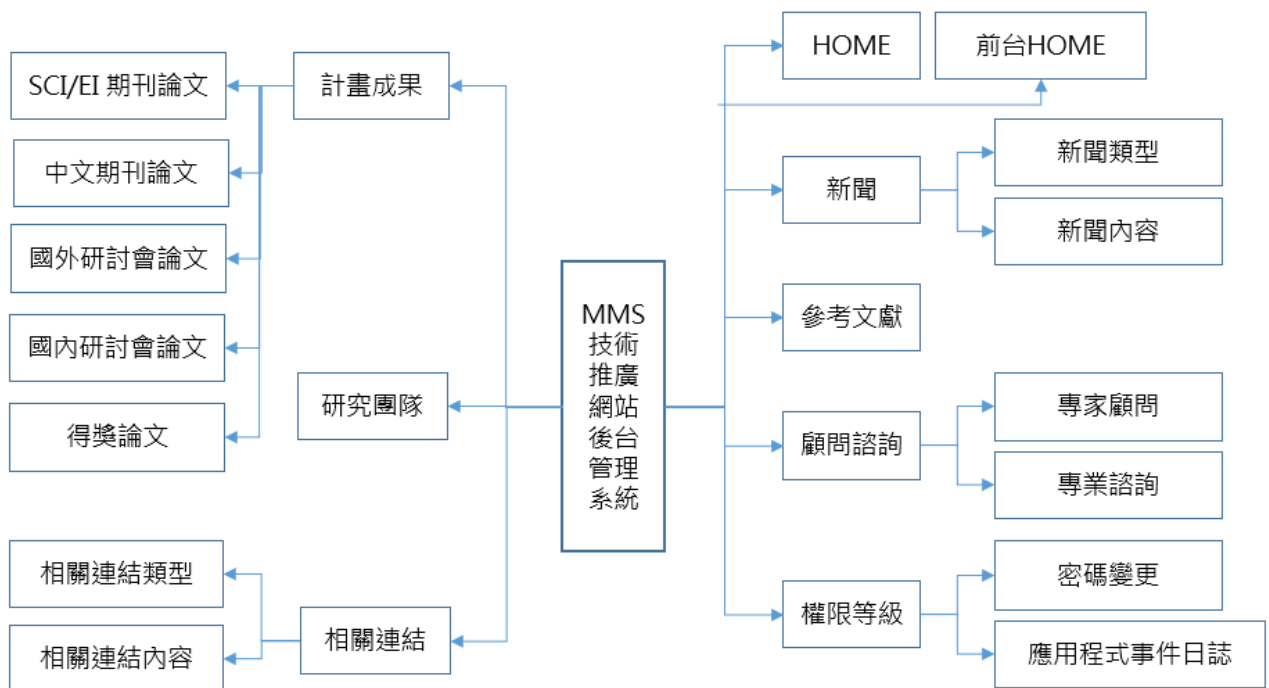 HOME
前台HOME
SCI/EI 期刊論文
計畫成果
中文期刊論文
新聞類型
新聞
新聞內容
國外研討會論文
MMS
技術
推廣
網站
後台
管理
系統
參考文獻
國內研討會論文
研究團隊
得獎論文
專家顧問
顧問諮詢
專業諮詢
相關連結類型
相關連結
相關連結內容
密碼變更
權限等級
應用程式事件日誌